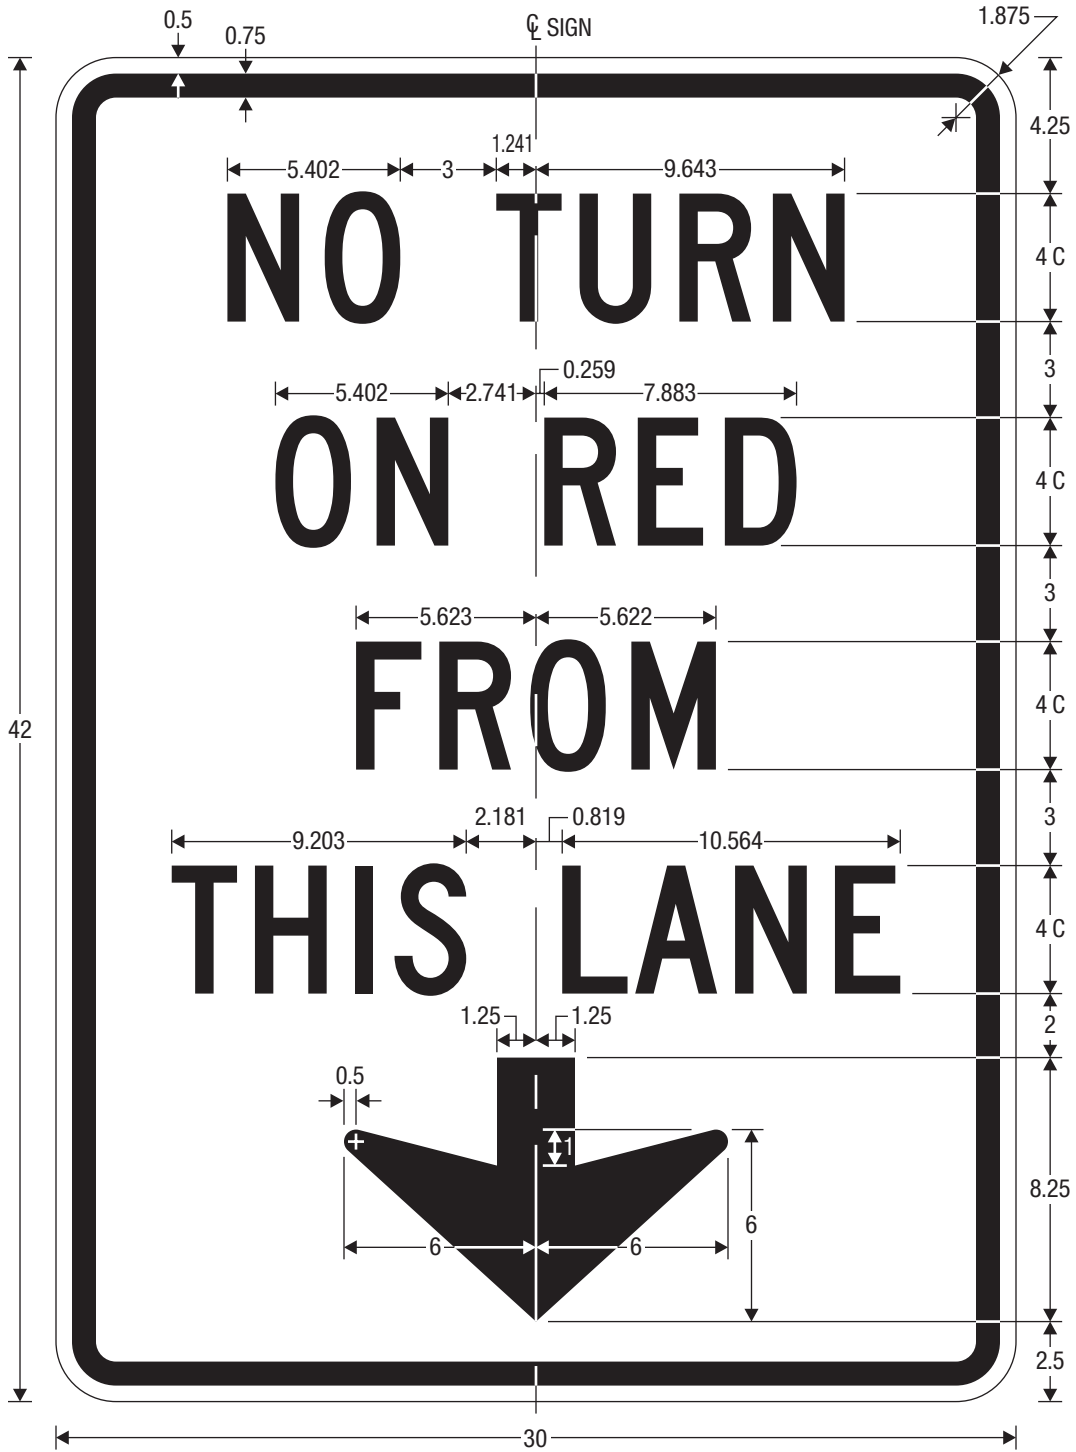 0.5
℄ SIGN
1.875
0.75
4.25
1.241
5.402 3 9.643
NO TURN
4 C
0.259
3
5.402 2.741 7.883
ON RED
4 C
3
5.623 5.622
FROM
4 C
42
2.181 0.819
3
9.203 10.564
THIS LANE
4 C
1.25 1.25
2
0.5
1
8.25
6
6 6
2.5
30